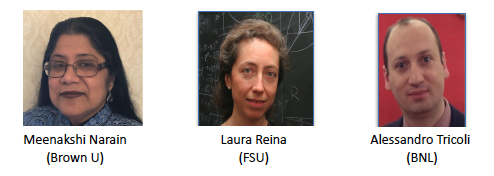 Meenakshi Narain
(Brown U)
Laura Reina
(FSU)
Alessandro Tricoli
(BNL)